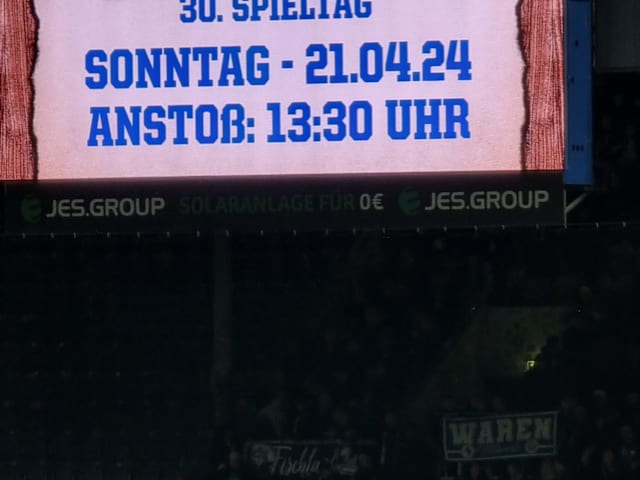 30. SPIELTAG
SONNTAG - 21.04.24
ANSTOß: 13:30 UHR
JES.GROUP SOLARANLAGE FÜR 0€ JES.GROUP
WAREN